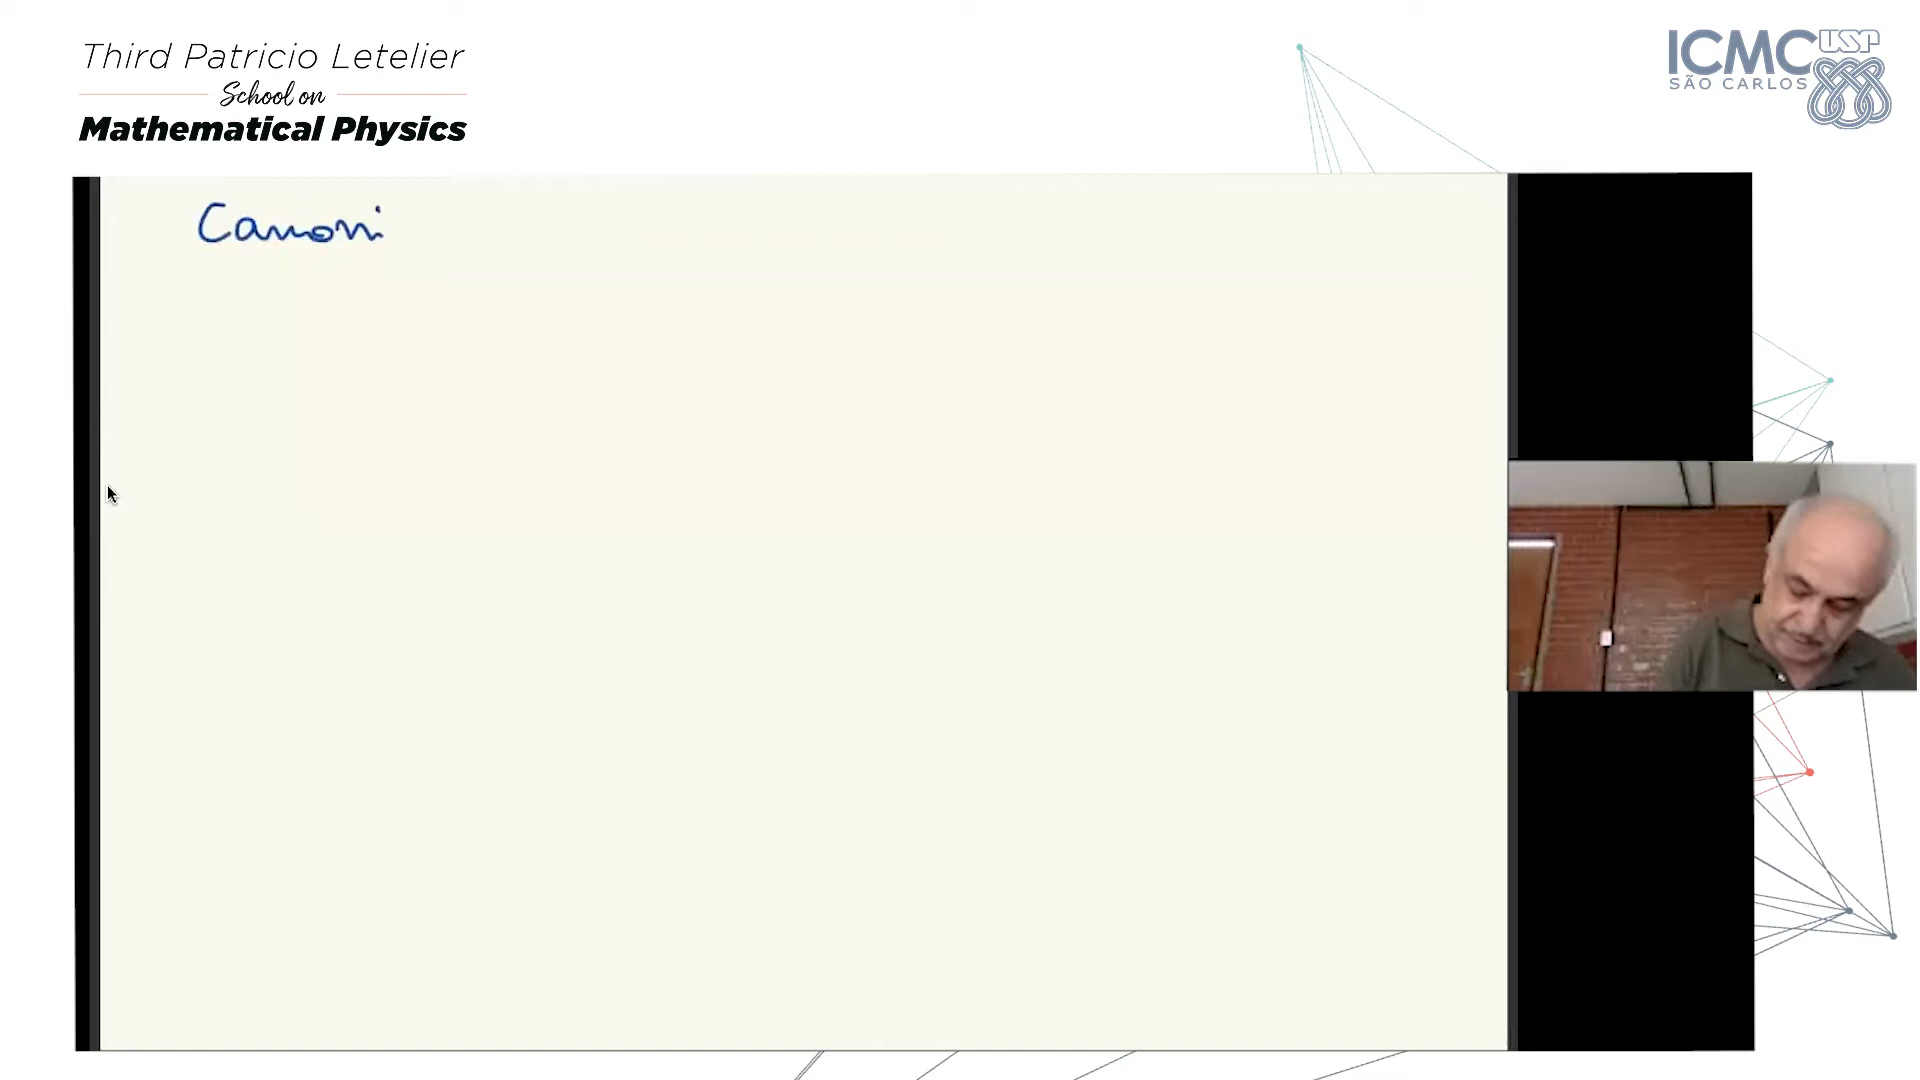 Third Patricio Letelier
School on
Mathematical Physics
ICMC USP
SÃO CARLOS
Canoni